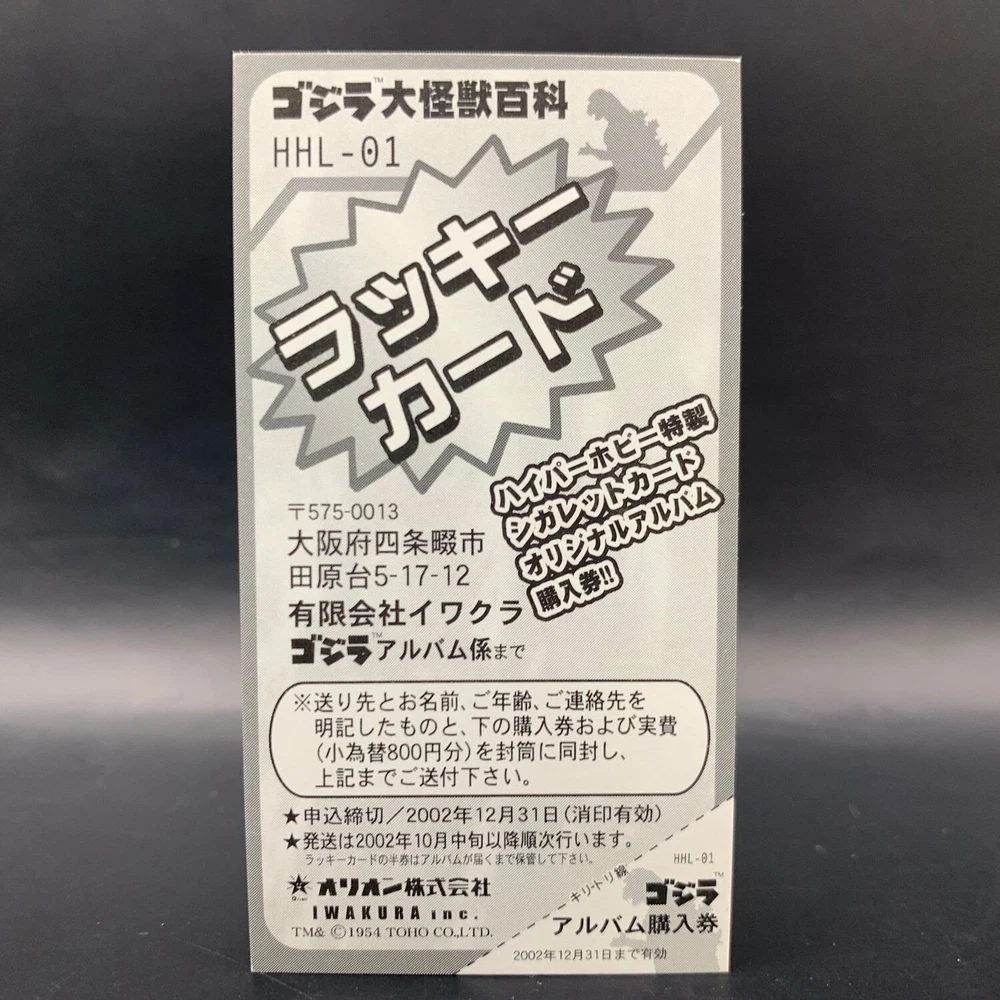 ゴジラ™大怪獣百科
HHL-01
ラッキー
カード
ハイパーホビー特製
シガレットカード
オリジナルアルバム
購入券!!
〒575-0013
大阪府四条畷市
田原台5-17-12
有限会社イワクラ
ゴジラ™アルバム係まで
※送り先とお名前、ご年齢、ご連絡先を
明記したものと、下の購入券および実費
(小為替800円分)を封筒に同封し、
上記までご送付下さい。
★申込締切/2002年12月31日(消印有効)
★発送は2002年10月中旬以降順次行います。
ラッキーカードの半券はアルバムが届くまで保管して下さい。
オリオン株式会社
IWAKURA inc.
TM& ©1954 TOHO CO.,LTD.
キリトリ線
HHL-01
ゴジラ™
アルバム購入券
2002年12月31日まで有効